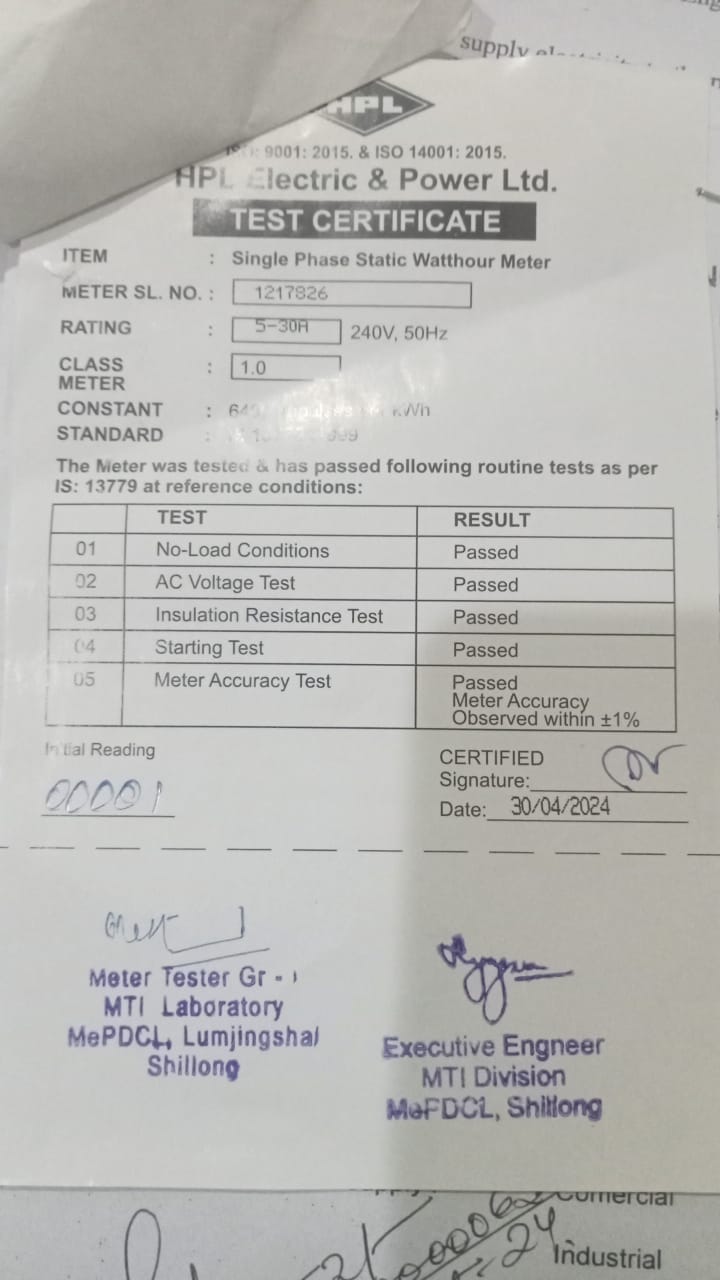 supply
HPL
9001: 2015. & ISO 14001: 2015.
HPL Electric & Power Ltd.
TEST CERTIFICATE
ITEM : Single Phase Static Watthour Meter
METER SL. NO. : 1217826
RATING : 5-30A 240V, 50Hz
CLASS : 1.0
METER
CONSTANT : kWh
STANDARD :
The Meter was tested & has passed following routine tests as per
IS: 13779 at reference conditions:
TEST RESULT
01 No-Load Conditions Passed
02 AC Voltage Test Passed
03 Insulation Resistance Test Passed
04 Starting Test Passed
05 Meter Accuracy Test Passed
Meter Accuracy
Observed within ±1%
Initial Reading
00001
CERTIFIED
Signature:
Date: 30/04/2024
Meter Tester Gr - I
MTI Laboratory
MePDCL, Lumjingshai
Shillong
Executive Engneer
MTI Division
MePDCL, Shillong
Comercial
24
Industrial